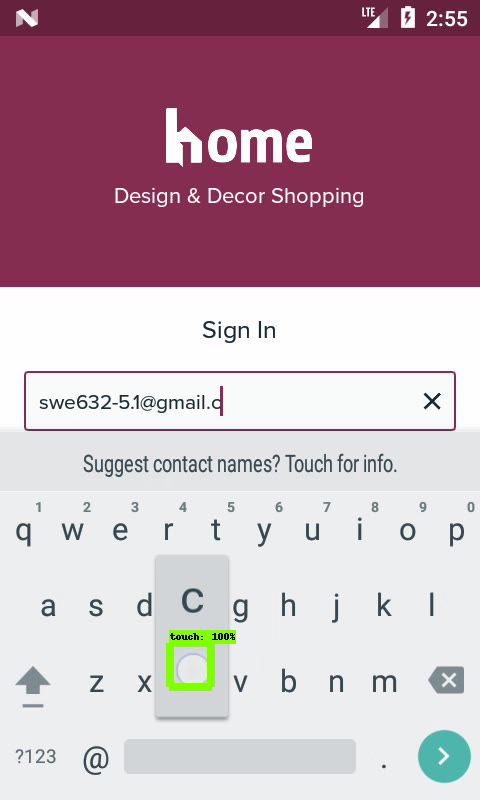 LTE 2:55
home
Design & Decor Shopping
Sign In
swe632-5.1@gmail.c
Suggest contact names? Touch for info.
1 2 3 4 5 6 7 8 9 0
q w e r t y u i o p
a s d c g h j k l
touch: 100%
z x v b n m
?123 @ .